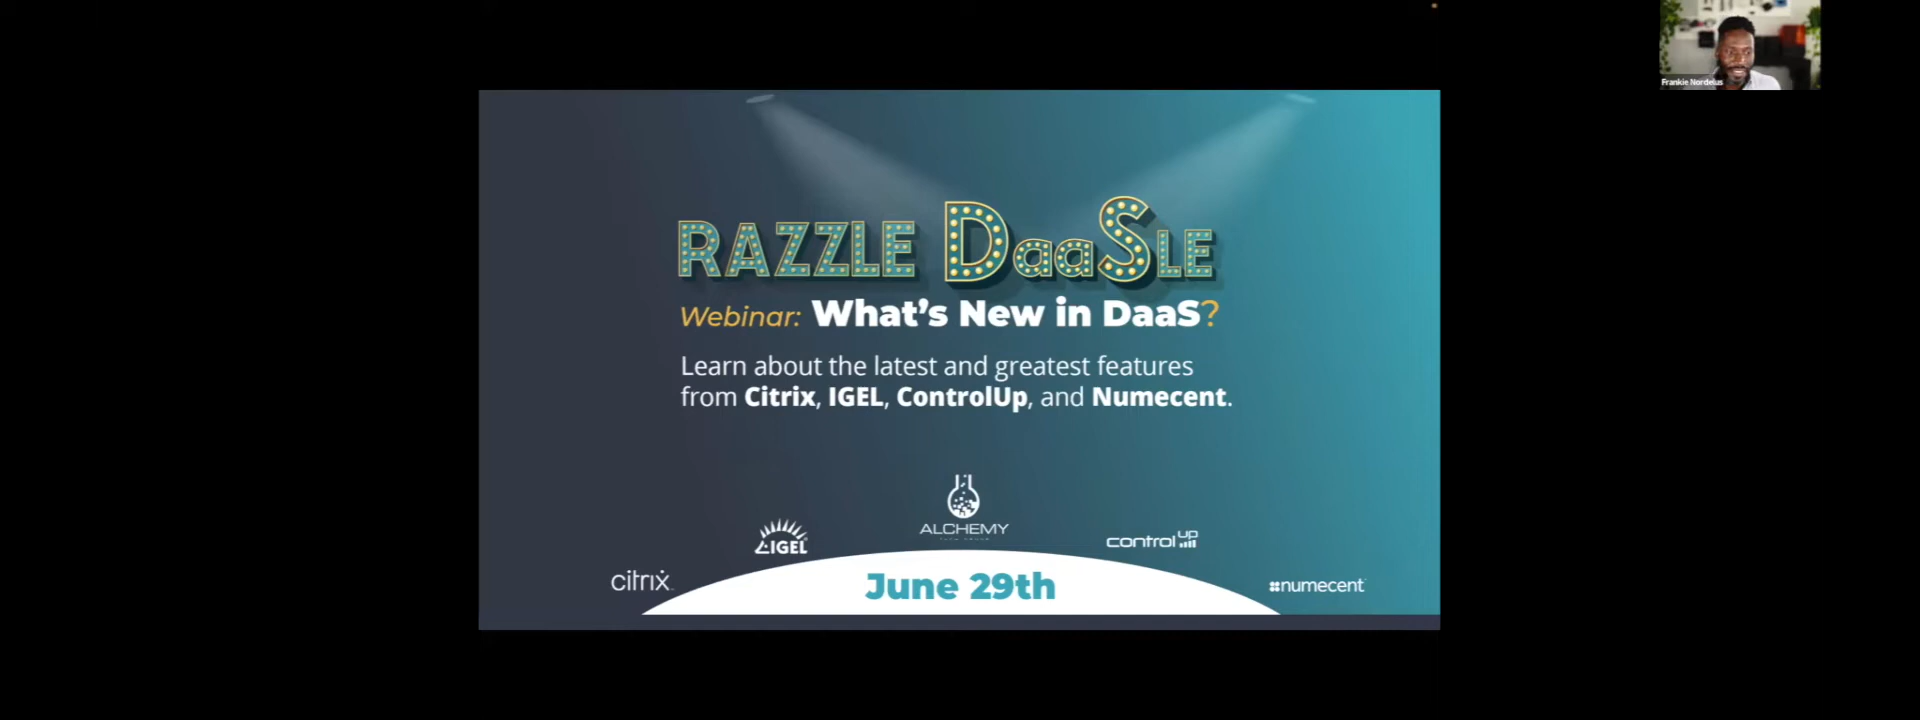 Frankie Nordelus
RAZZLE DaaSLE
Webinar: What's New in DaaS?
Learn about the latest and greatest features
from Citrix, IGEL, ControlUp, and Numecent.
ALCHEMY
IGEL
control up
citrix
numecent
June 29th